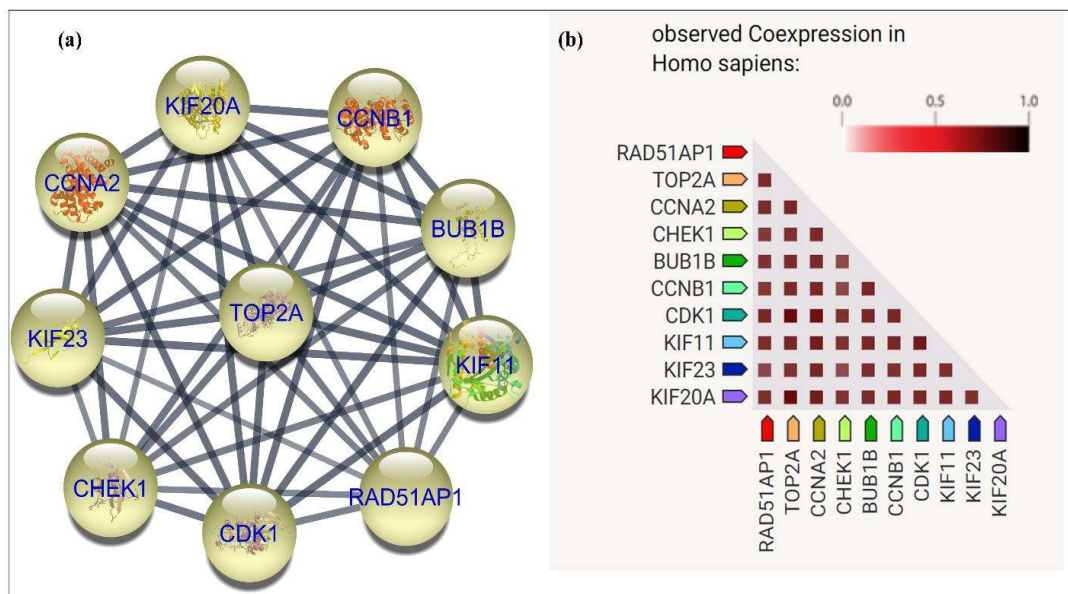 (a)
KIF20A
CCNB1
CCNA2
BUB1B
TOP2A
KIF23
KIF11
CHEK1
RAD51AP1
CDK1
(b)
observed Coexpression in
Homo sapiens:
0.0 0.5 1.0
RAD51AP1
TOP2A
CCNA2
CHEK1
BUB1B
CCNB1
CDK1
KIF11
KIF23
KIF20A
RAD51AP1
TOP2A
CCNA2
CHEK1
BUB1B
CCNB1
CDK1
KIF11
KIF23
KIF20A